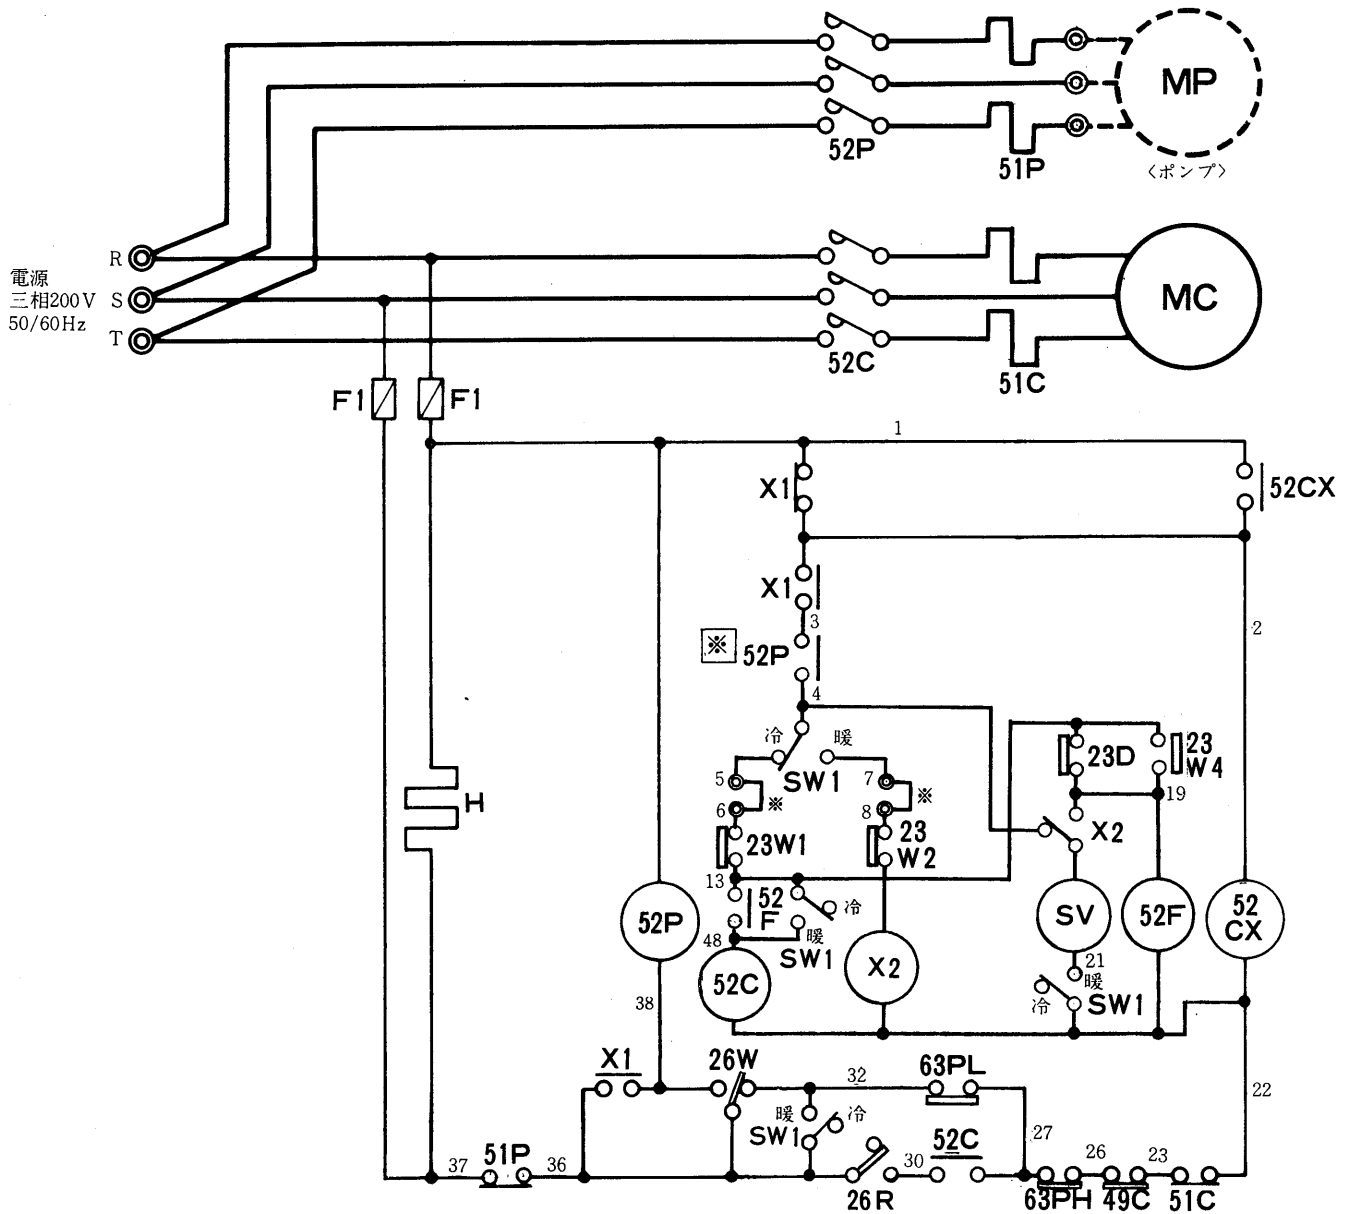 MP
52P
51P
〈ポンプ〉
R
電源
三相200V
S
50/60Hz
T
MC
52C
51C
F1
F1
1
X1
52CX
X1
3
2
※
52P
4
冷
暖
SW1
23D
23
W4
5
7
※
※
19
6
8
X2
23W1
23
W2
13
52
F
冷
52P
SV
52F
52
CX
48
暖
SW1
21
暖
52C
X2
冷
SW1
38
X1
26W
32
63PL
22
暖
冷
SW1
52C
27
37
51P
36
30
26
23
26R
63PH
49C
51C
H